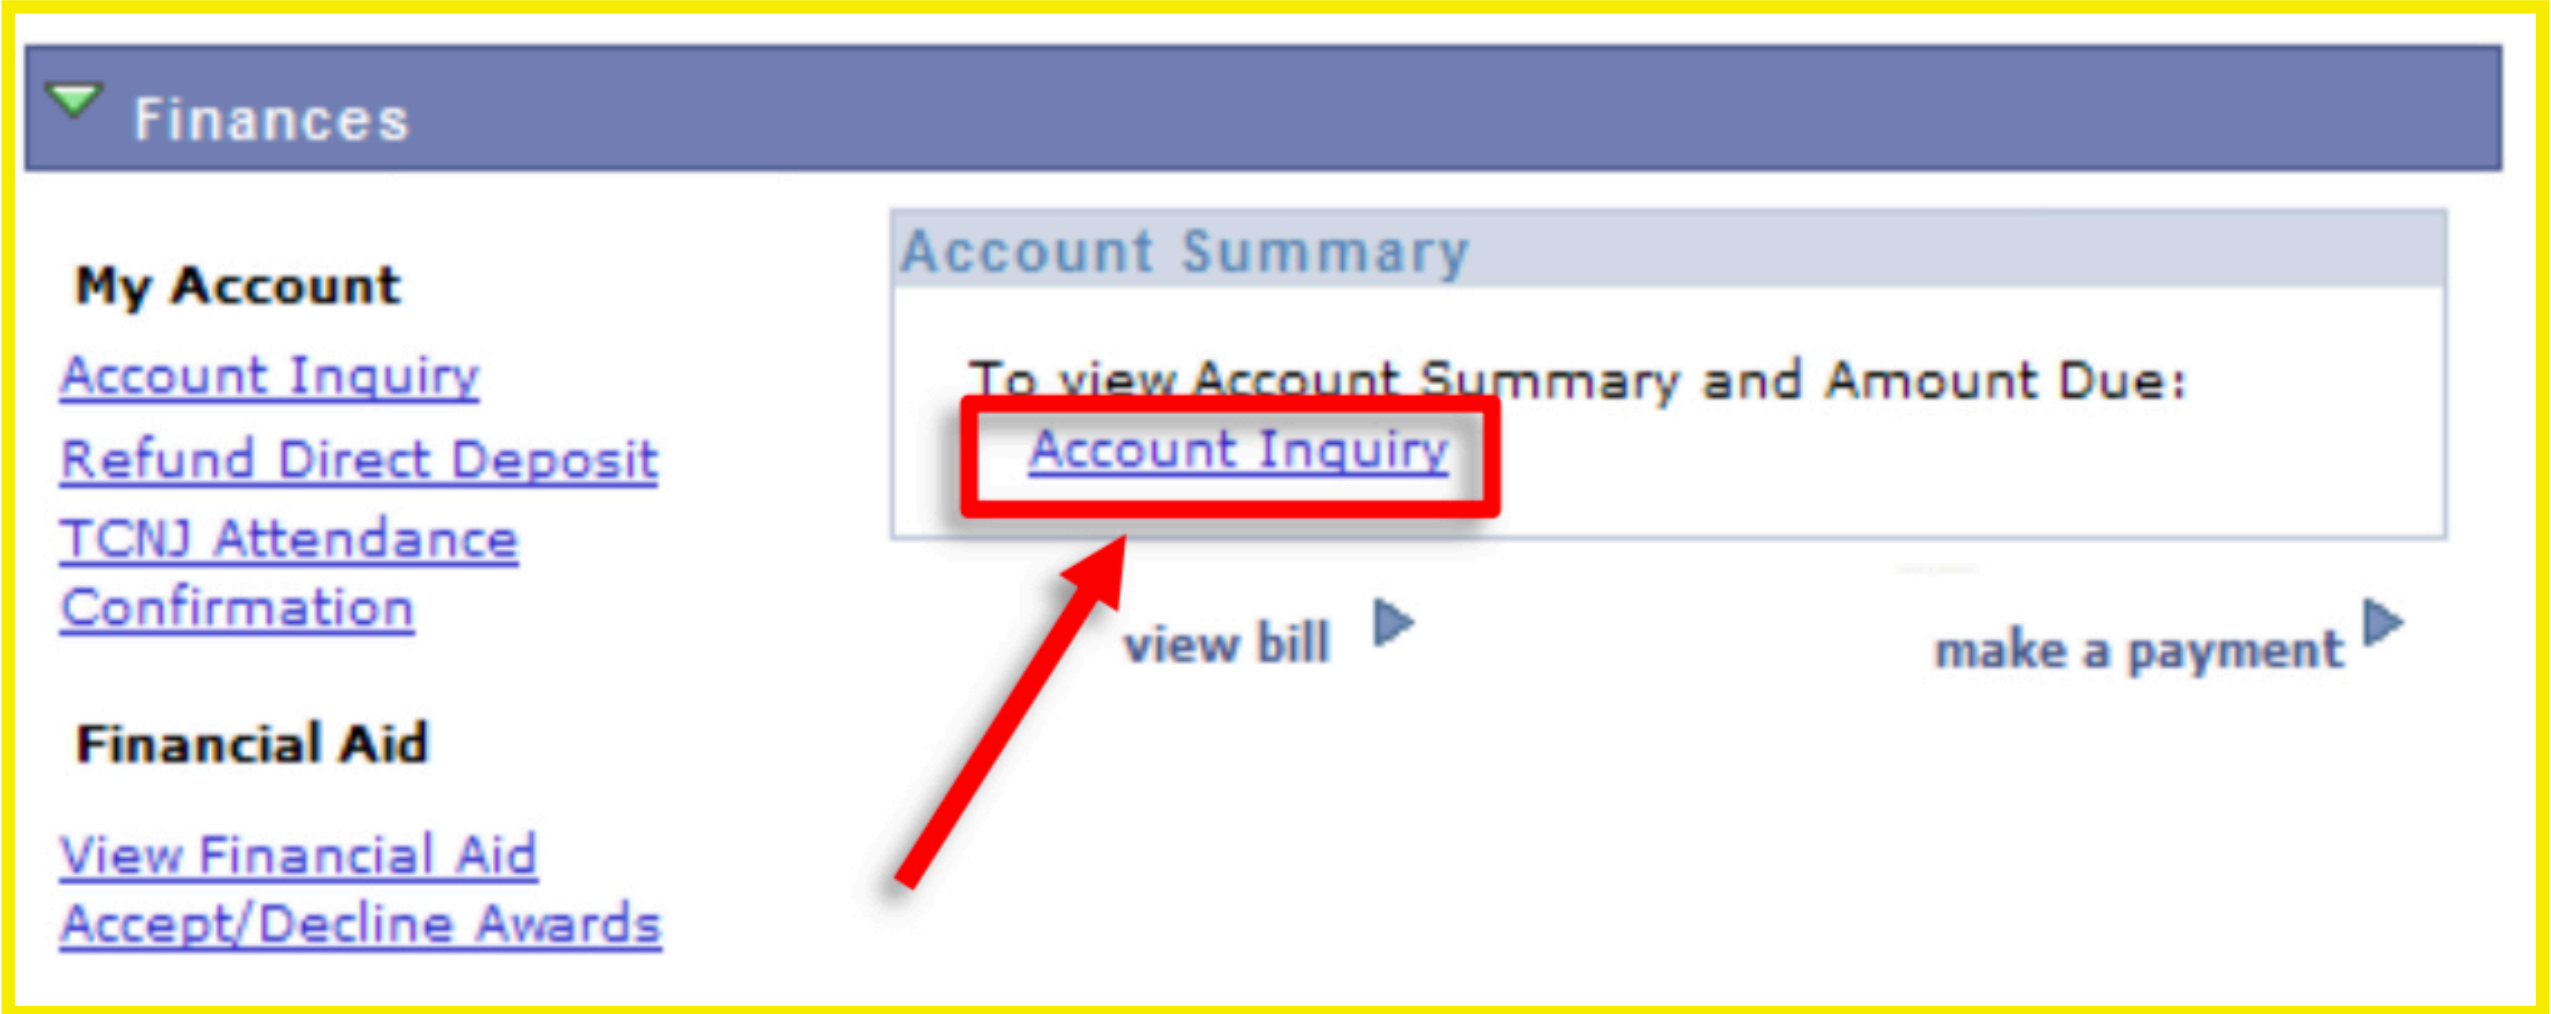 Finances
My Account
Account Inquiry
Refund Direct Deposit
TCNJ Attendance
Confirmation
Financial Aid
View Financial Aid
Accept/Decline Awards
Account Summary
To view Account Summary and Amount Due:
Account Inquiry
view bill
make a payment